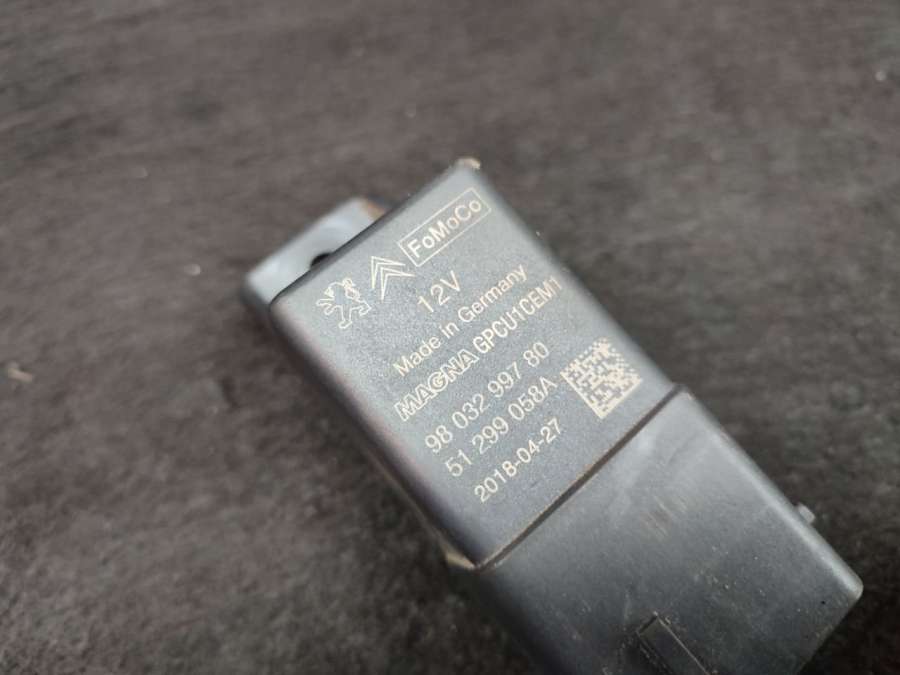 FoMoCo
12V
Made in Germany
MAGNA GPCU1CEM1
98 032 997 80
51 299 058A
2018-04-27